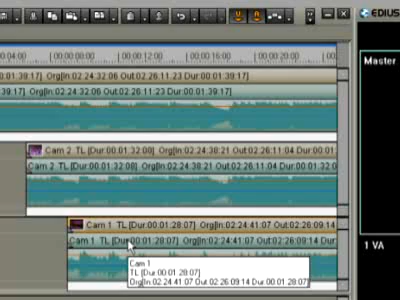 EDIUS
00:04:00 |00:00:08:00 |00:00:12:00 |00:00:16:00 |00:00:20:00 |00:
Master
0:01:39:17] Org[In:02:24:32:06 Out:02:26:11:23 Dur:00:01:39:17]
0:01:39:17] Org[In:02:24:32:06 Out:02:26:11:23 Dur:00:01:39:17]
Cam 2 TL [Dur:00:01:32:08] Org[In:02:24:38:21 Out:02:26:11:04 Dur:00:01
Cam 2 TL [Dur:00:01:32:08] Org[In:02:24:38:21 Out:02:26:11:04 Dur:00:01:32:0
Cam 1 TL [Dur:00:01:28:07] Org[In:02:24:41:07 Out:02:26:09:14
Cam 1 TL [Dur:00:01:28:07] Org[In:02:24:41:07 Out:02:26:09:14 Dur
1 VA
Cam 1
TL [Dur:00:01:28:07]
Org[In:02:24:41:07 Out:02:26:09:14 Dur:00:01:28:07]